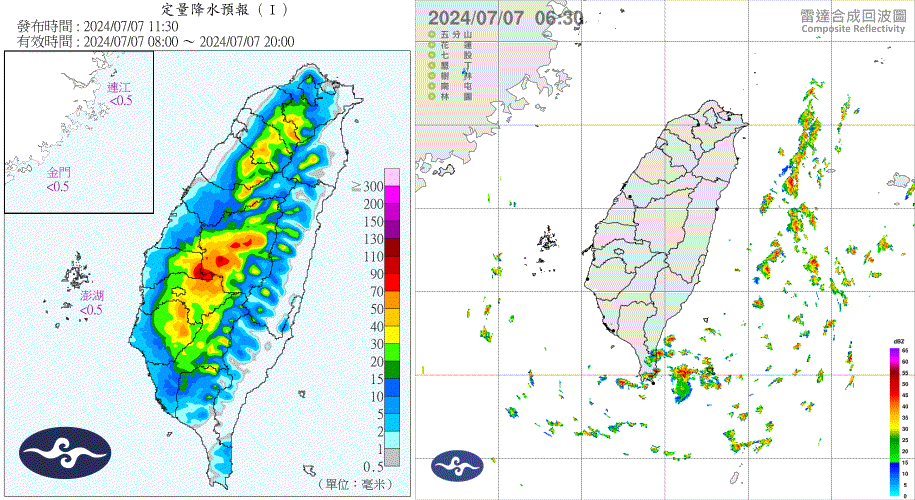 定量降水預報（Ｉ）
發布時間：2024/07/07 11:30
有效時間：2024/07/07 08:00 ～ 2024/07/07 20:00
連江
<0.5
金門
<0.5
澎湖
<0.5
≧
300
200
150
130
110
90
70
50
40
30
20
15
10
5
2
1
0.5
（單位：毫米）
2024/07/07 06:30
雷達合成回波圖
Composite Reflectivity
五分山
花蓮
七股
墾丁
樹林
南屯
林園
dBZ
65
60
55
50
45
40
35
30
25
20
15
10
5
0